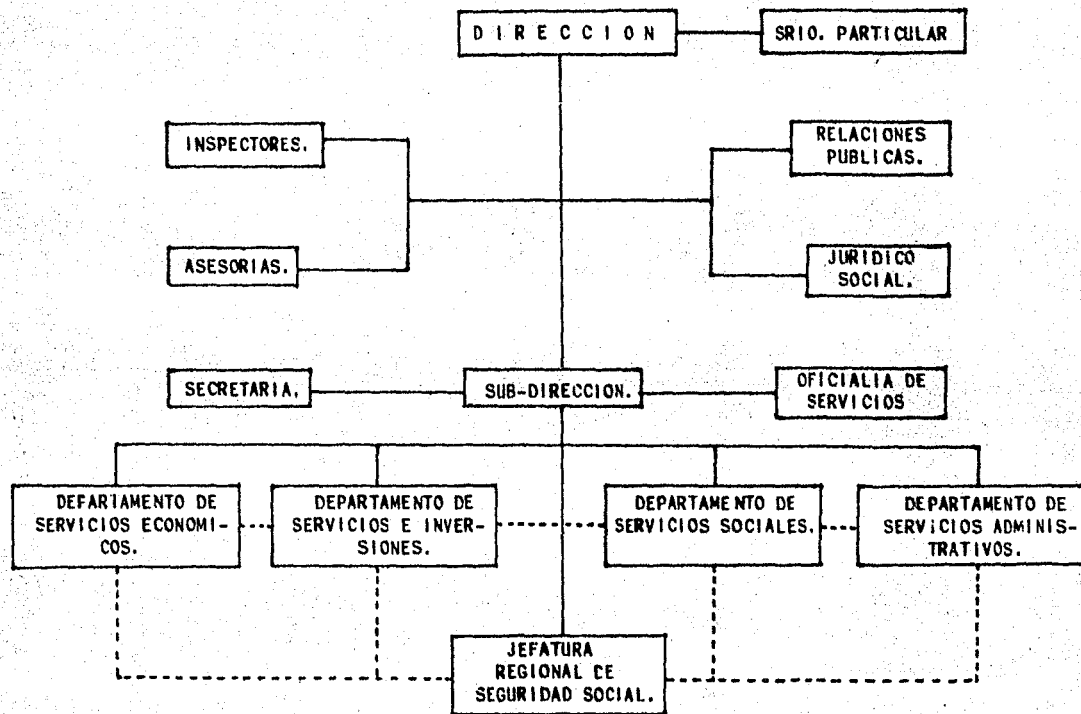 DIRECCION
SRIO. PARTICULAR
INSPECTORES.
RELACIONES
PUBLICAS.
ASESORIAS.
JURIDICO
SOCIAL.
SECRETARIA.
SUB-DIRECCION.
OFICIALIA DE
SERVICIOS
DEPARTAMENTO DE
SERVICIOS ECONOMI-
COS.
DEPARTAMENTO DE
SERVICIOS E INVER-
SIONES.
DEPARTAMENTO DE
SERVICIOS SOCIALES.
DEPARTAMENTO DE
SERVICIOS ADMINIS-
TRATIVOS.
JEFATURA
REGIONAL DE
SEGURIDAD SOCIAL.